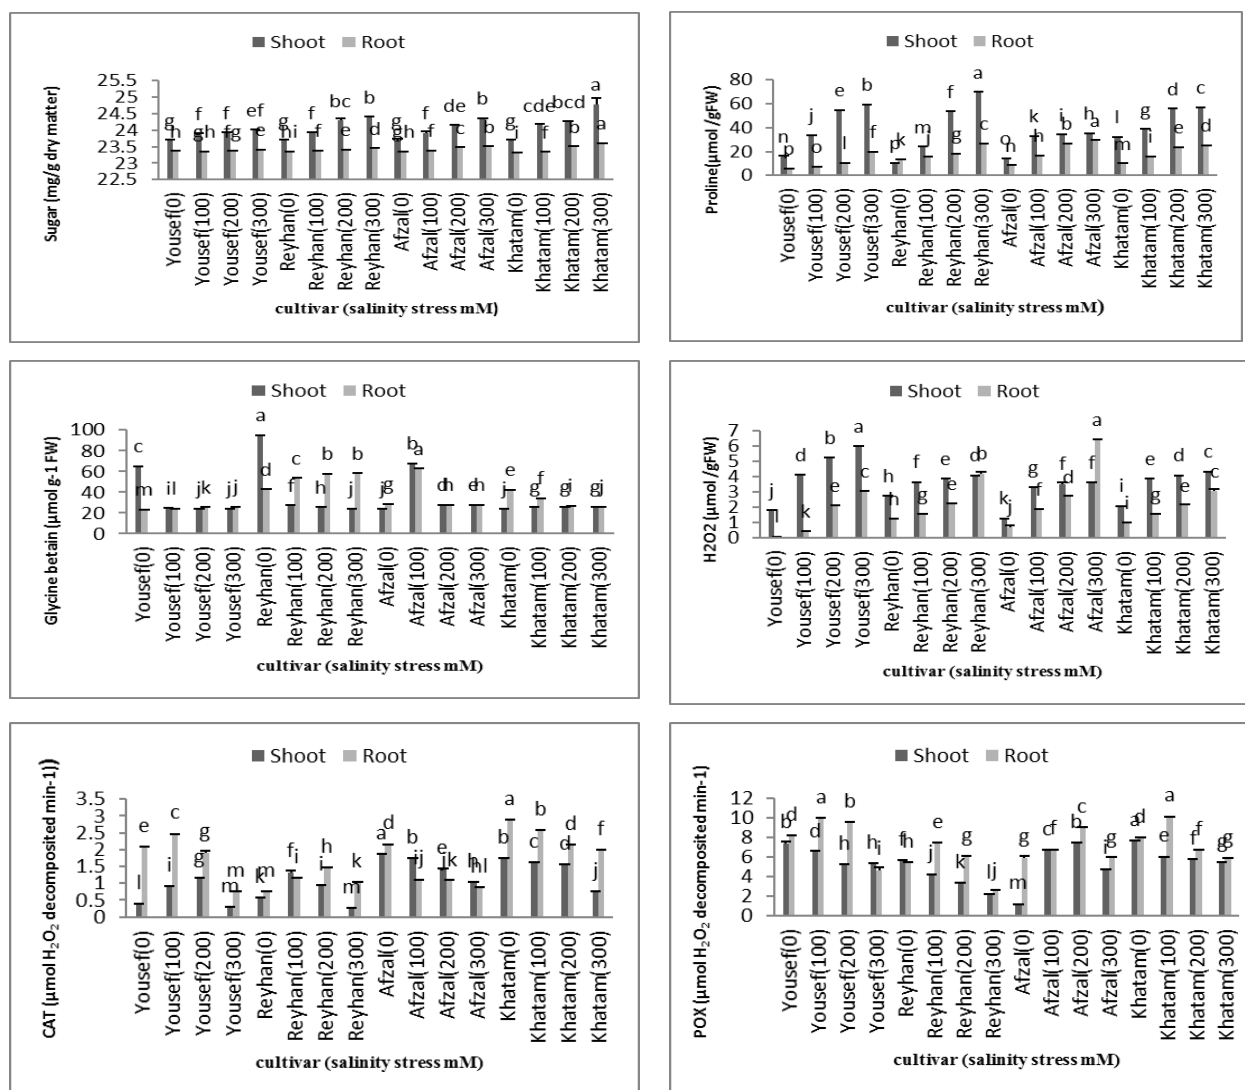 Shoot Root
Sugar (mg/g dry matter)
25.5
25
24.5
24
23.5
23
22.5
g h f gh f fg ef e g hi f f bc e b d g gh f f de c b b g i cde f bcd b a a
Yousef(0) Yousef(100) Yousef(200) Yousef(300) Reyhan(0) Reyhan(100) Reyhan(200) Reyhan(300) Afzal(0) Afzal(100) Afzal(200) Afzal(300) Khatam(0) Khatam(100) Khatam(200) Khatam(300)
cultivar (salinity stress mM)
Shoot Root
Proline(µmol /gFW)
80
60
40
20
0
n p j o e l b f p k m j f g a c o n k h i b h a l m g i d e c d
Yousef(0) Yousef(100) Yousef(200) Yousef(300) Reyhan(0) Reyhan(100) Reyhan(200) Reyhan(300) Afzal(0) Afzal(100) Afzal(200) Afzal(300) Khatam(0) Khatam(100) Khatam(200) Khatam(300)
cultivar (salinity stress mM)
Shoot Root
Glycine betain (µmol g-1 FW)
100
80
60
40
20
0
c m i l j k j j a d f c h b j b j g b a d h e h j e g f g i g j
Yousef(0) Yousef(100) Yousef(200) Yousef(300) Reyhan(0) Reyhan(100) Reyhan(200) Reyhan(300) Afzal(0) Afzal(100) Afzal(200) Afzal(300) Khatam(0) Khatam(100) Khatam(200) Khatam(300)
cultivar (salinity stress mM)
Shoot Root
H2O2 (µmol /gFW)
7
6
5
4
3
2
1
0
j l d k b e a c h h f g e e d b k j g f f d f a i i e g d e c c
Yousef(0) Yousef(100) Yousef(200) Yousef(300) Reyhan(0) Reyhan(100) Reyhan(200) Reyhan(300) Afzal(0) Afzal(100) Afzal(200) Afzal(300) Khatam(0) Khatam(100) Khatam(200) Khatam(300)
cultivar (salinity stress mM)
Shoot Root
CAT (µmol H₂O₂ decomposited min-1))
3.5
3
2.5
2
1.5
1
0.5
0
l e i c g g m m k m f i i h m k a d b ij e jk h hl b a c b d d j f
Yousef(0) Yousef(100) Yousef(200) Yousef(300) Reyhan(0) Reyhan(100) Reyhan(200) Reyhan(300) Afzal(0) Afzal(100) Afzal(200) Afzal(300) Khatam(0) Khatam(100) Khatam(200) Khatam(300)
cultivar (salinity stress mM)
Shoot Root
POX (µmol H₂O₂ decomposited min-1)
12
10
8
6
4
2
0
b d d a h b h i f h j e k g l j m g c f b c i g a d e a f f g g
Yousef(0) Yousef(100) Yousef(200) Yousef(300) Reyhan(0) Reyhan(100) Reyhan(200) Reyhan(300) Afzal(0) Afzal(100) Afzal(200) Afzal(300) Khatam(0) Khatam(100) Khatam(200) Khatam(300)
cultivar (salinity stress mM)